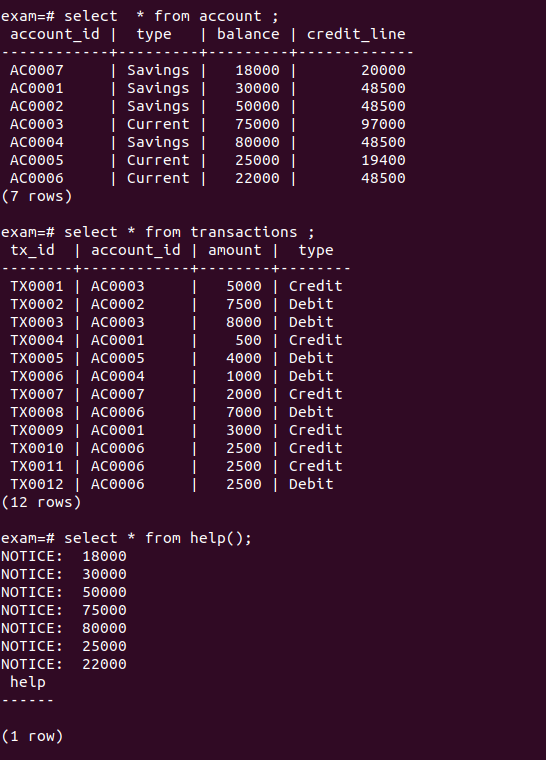 exam=# select  * from account ;
 account_id |  type   | balance | credit_line
------------+---------+---------+-------------
 AC0007     | Savings |   18000 |       20000
 AC0001     | Savings |   30000 |       48500
 AC0002     | Savings |   50000 |       48500
 AC0003     | Current |   75000 |       97000
 AC0004     | Savings |   80000 |       48500
 AC0005     | Current |   25000 |       19400
 AC0006     | Current |   22000 |       48500
(7 rows)

exam=# select * from transactions ;
 tx_id  | account_id | amount |  type
--------+------------+--------+--------
 TX0001 | AC0003     |   5000 | Credit
 TX0002 | AC0002     |   7500 | Debit
 TX0003 | AC0003     |   8000 | Debit
 TX0004 | AC0001     |    500 | Credit
 TX0005 | AC0005     |   4000 | Debit
 TX0006 | AC0004     |   1000 | Debit
 TX0007 | AC0007     |   2000 | Credit
 TX0008 | AC0006     |   7000 | Debit
 TX0009 | AC0001     |   3000 | Credit
 TX0010 | AC0006     |   2500 | Credit
 TX0011 | AC0006     |   2500 | Credit
 TX0012 | AC0006     |   2500 | Debit
(12 rows)

exam=# select * from help();
NOTICE:  18000
NOTICE:  30000
NOTICE:  50000
NOTICE:  75000
NOTICE:  80000
NOTICE:  25000
NOTICE:  22000
 help
------

(1 row)